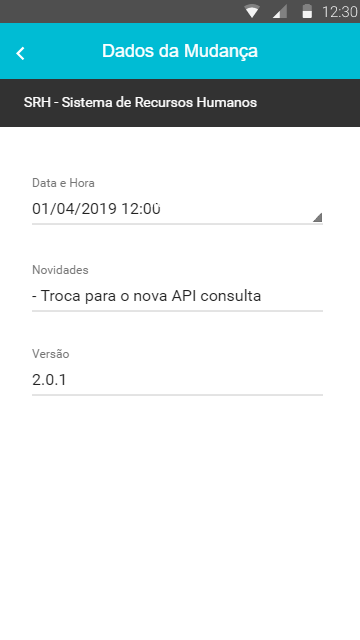 12:30
Dados da Mudança
SRH - Sistema de Recursos Humanos
Data e Hora
01/04/2019 12:00
Novidades
- Troca para o nova API consulta
Versão
2.0.1